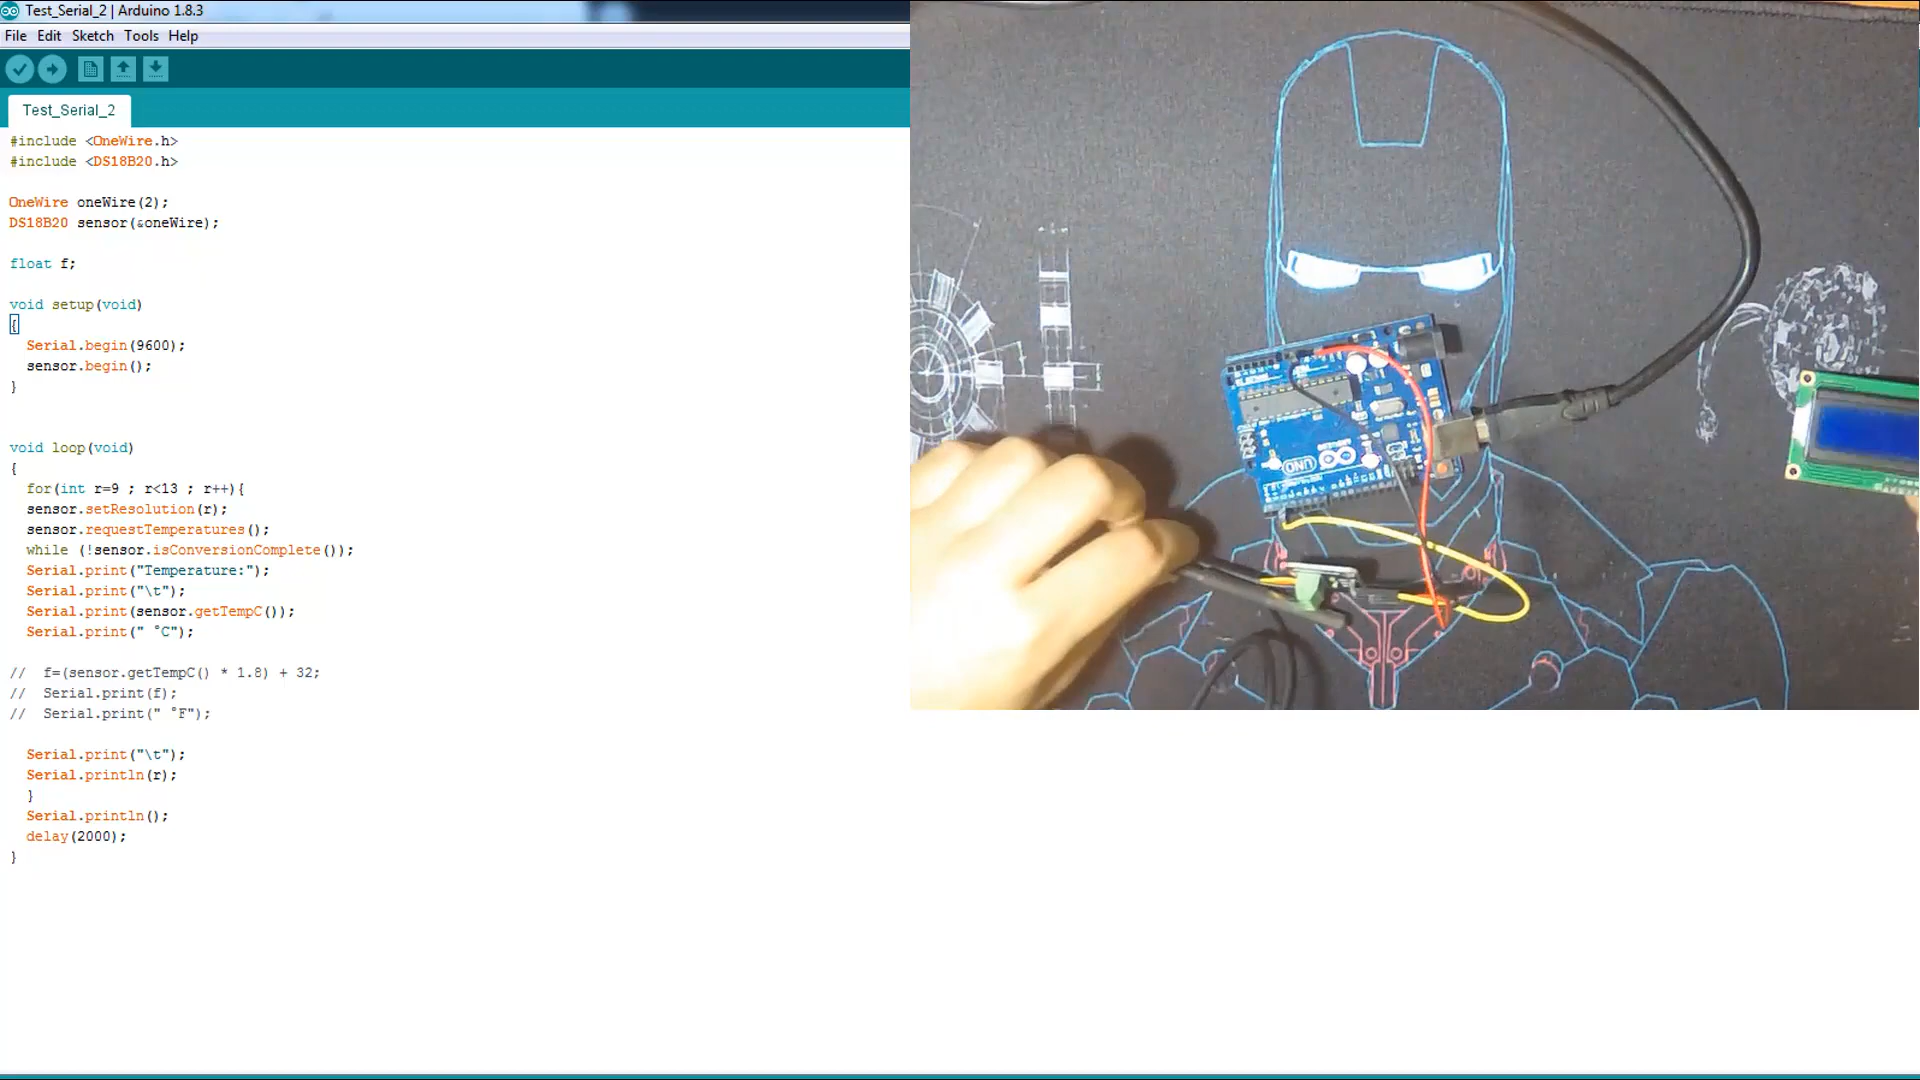 Test_Serial_2 | Arduino 1.8.3
File Edit Sketch Tools Help
Test_Serial_2
#include <OneWire.h>
#include <DS18B20.h>
OneWire oneWire(2);
DS18B20 sensor(&oneWire);
float f;
void setup(void)
{
Serial.begin(9600);
sensor.begin();
}
void loop(void)
{
for(int r=9 ; r<13 ; r++){
sensor.setResolution(r);
sensor.requestTemperatures();
while (!sensor.isConversionComplete());
Serial.print("Temperature:");
Serial.print("\t");
Serial.print(sensor.getTempC());
Serial.print(" °C");
// f=(sensor.getTempC() * 1.8) + 32;
// Serial.print(f);
// Serial.print(" °F");
Serial.print("\t");
Serial.println(r);
}
Serial.println();
delay(2000);
}
UNO